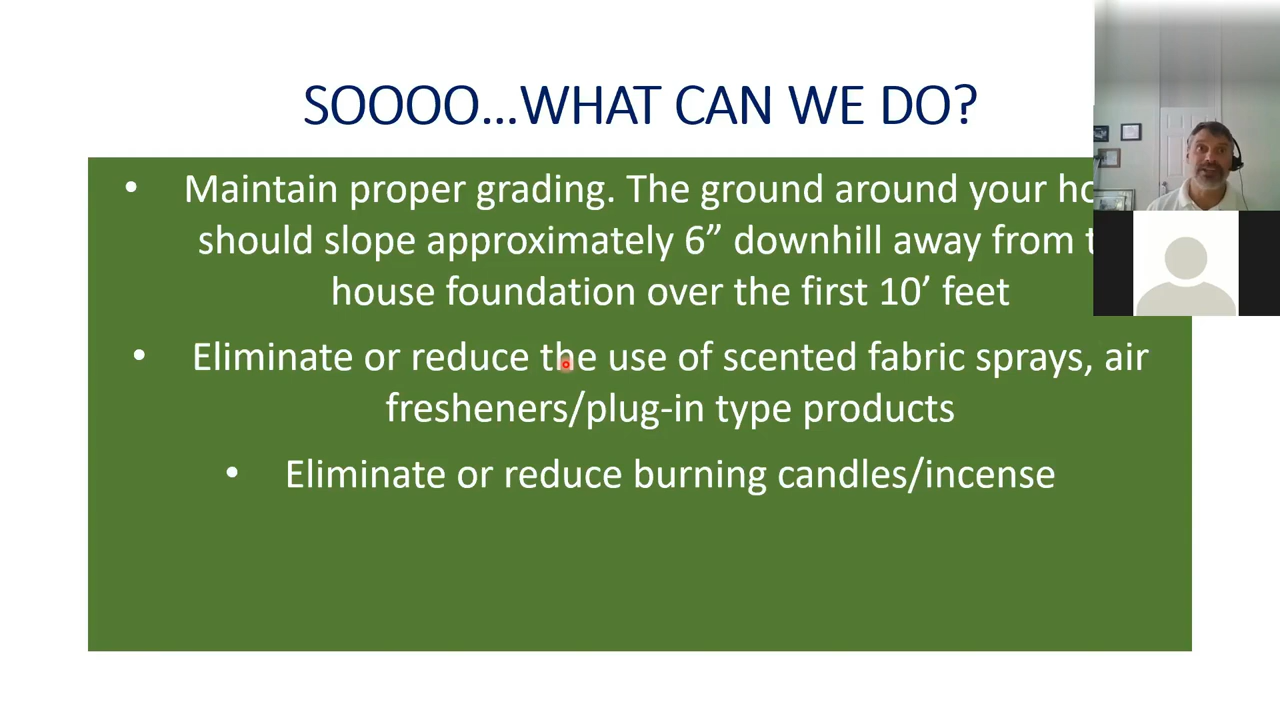 SOOOO...WHAT CAN WE DO?
• Maintain proper grading. The ground around your
should slope approximately 6” downhill away from
house foundation over the first 10’ feet
• Eliminate or reduce the use of scented fabric sprays, air
fresheners/plug-in type products
• Eliminate or reduce burning candles/incense